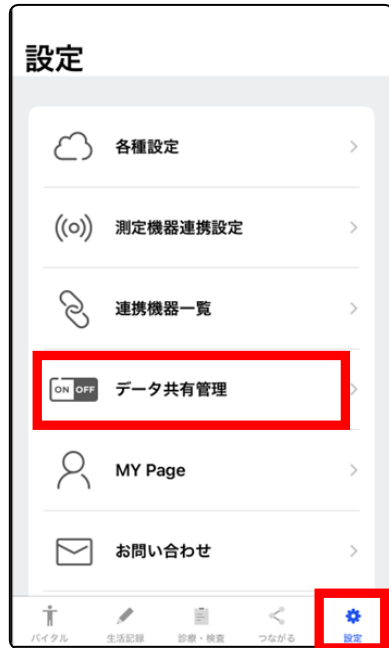 設定
各種設定
測定機器連携設定
連携機器一覧
ON OFF データ共有管理
MY Page
お問い合わせ
バイタル 生活記録 診療・検査 つながる 設定